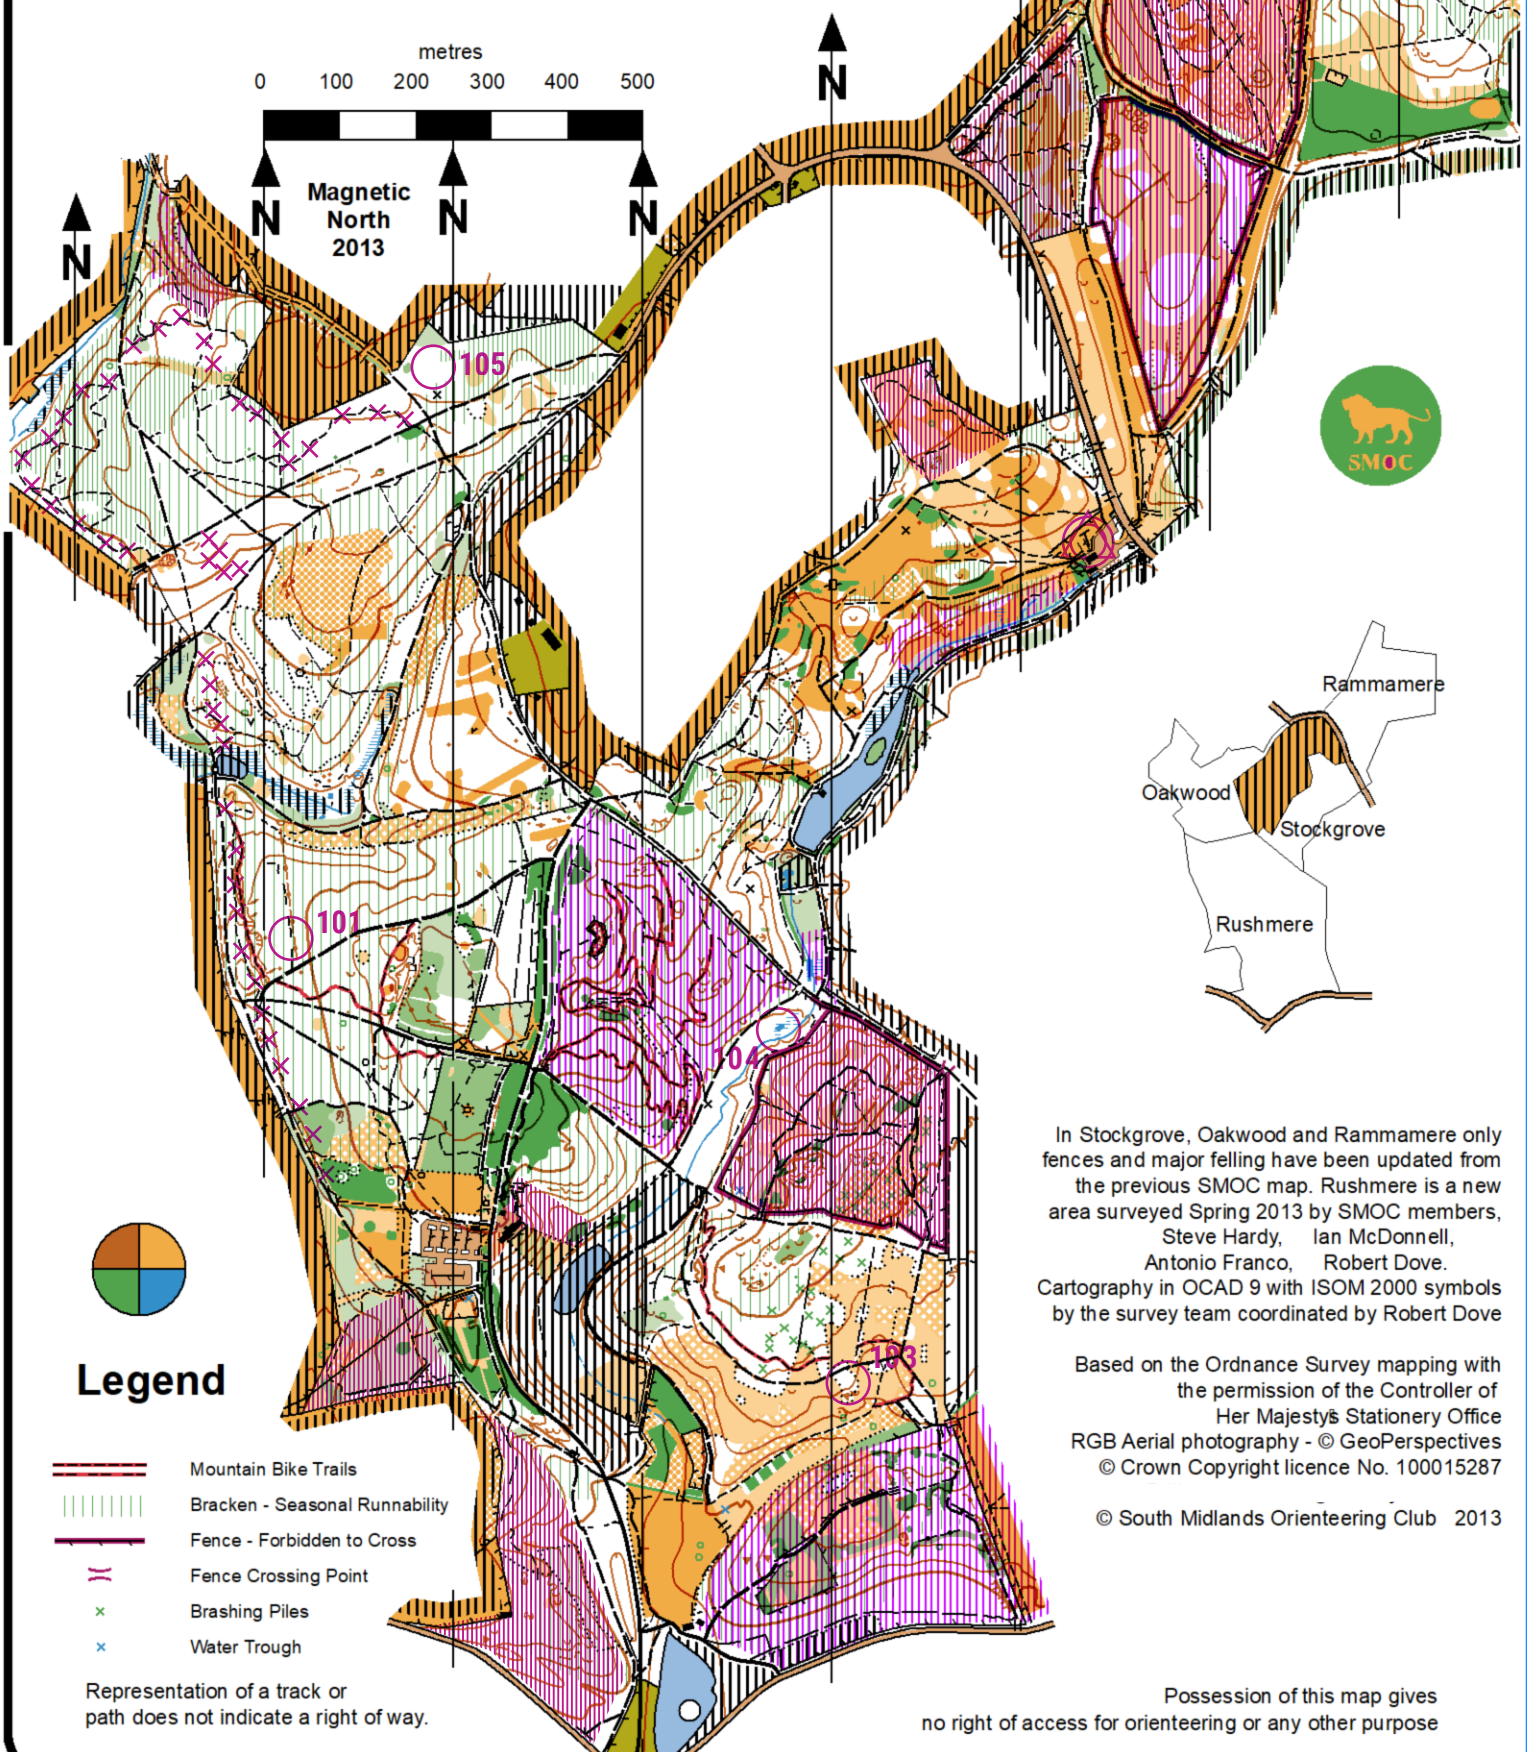 metres
0 100 200 300 400 500
N
N
Magnetic
North
2013
N
N
N
105
SMOC
Rammamere
Oakwood
Stockgrove
Rushmere
101
104
103
In Stockgrove, Oakwood and Rammamere only
fences and major felling have been updated from
the previous SMOC map. Rushmere is a new
area surveyed Spring 2013 by SMOC members,
Steve Hardy, Ian McDonnell,
Antonio Franco, Robert Dove.
Cartography in OCAD 9 with ISOM 2000 symbols
by the survey team coordinated by Robert Dove
Based on the Ordnance Survey mapping with
the permission of the Controller of
Her Majesty's Stationery Office
RGB Aerial photography - © GeoPerspectives
© Crown Copyright licence No. 100015287
© South Midlands Orienteering Club 2013
Legend
Mountain Bike Trails
Bracken - Seasonal Runnability
Fence - Forbidden to Cross
Fence Crossing Point
Brashing Piles
Water Trough
Representation of a track or
path does not indicate a right of way.
Possession of this map gives
no right of access for orienteering or any other purpose